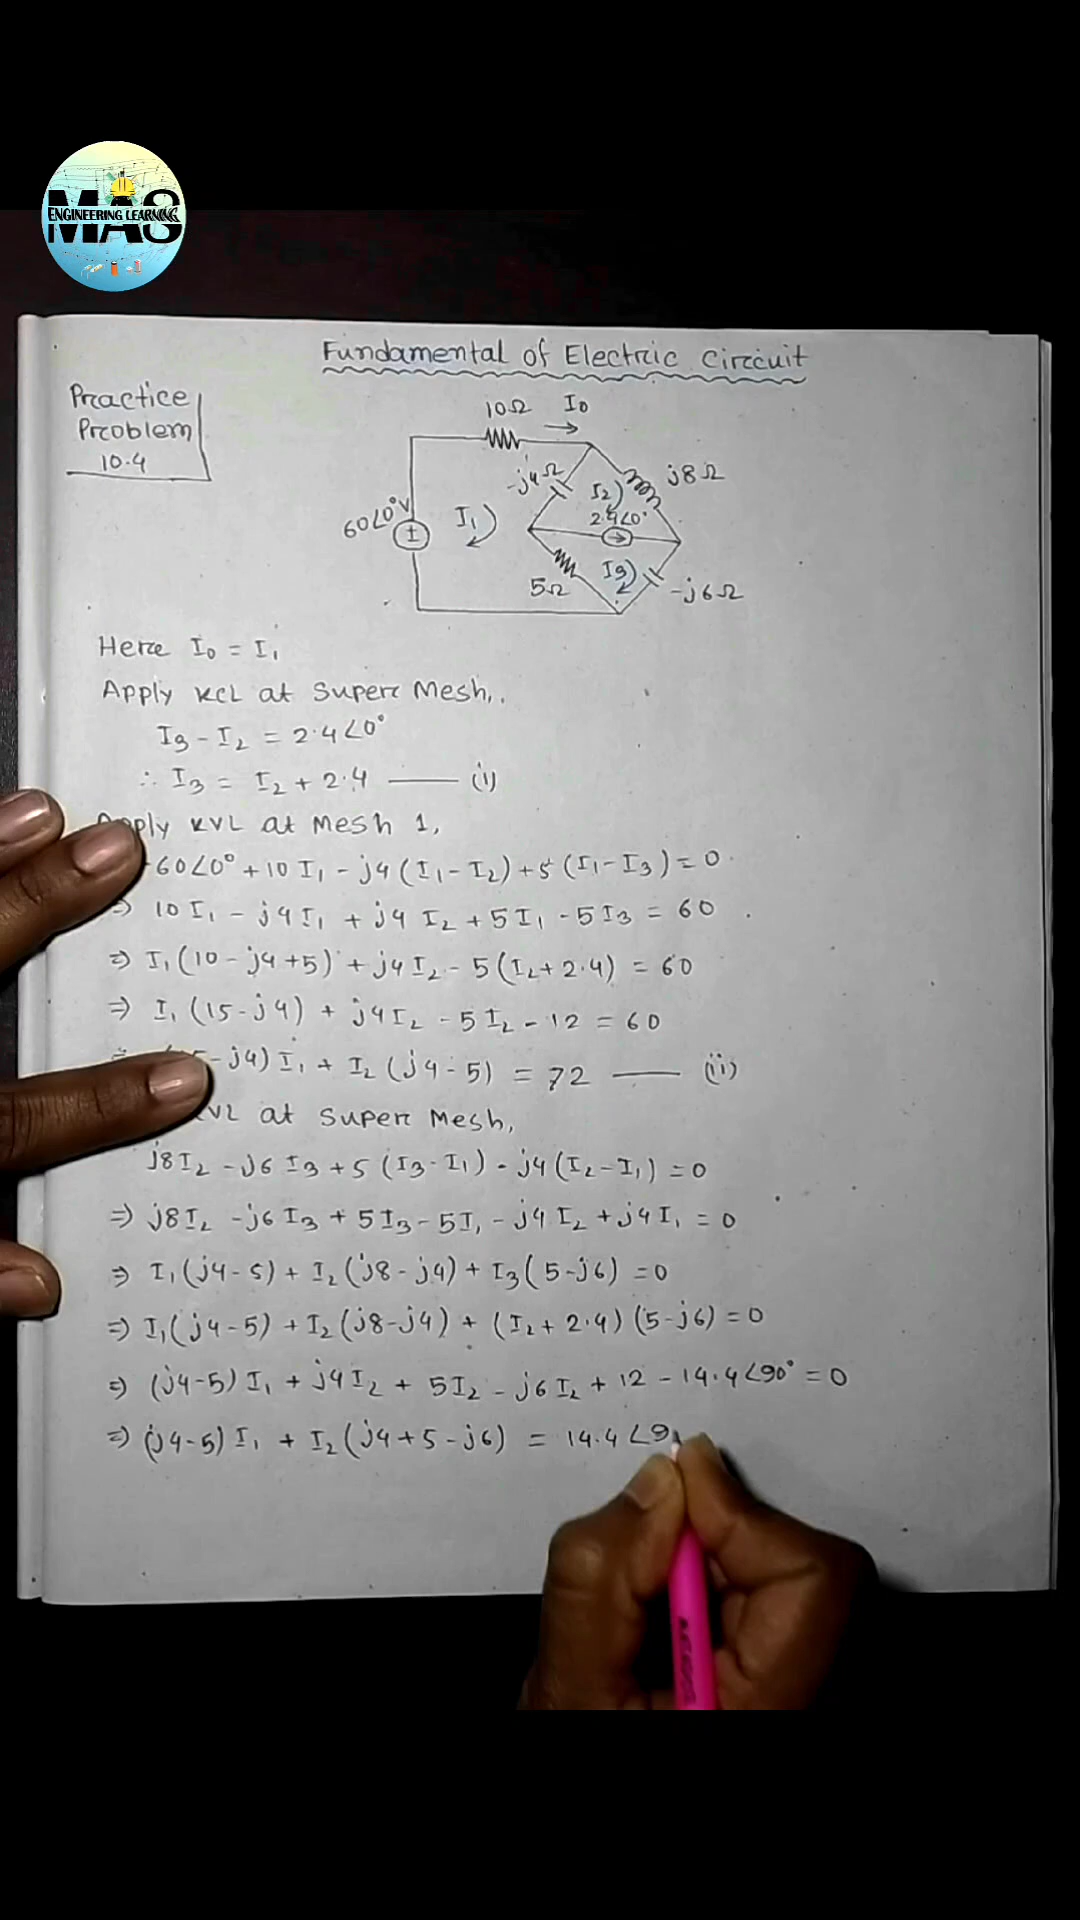 MAS
ENGINEERING LEARNING
Fundamental of Electric Circuit
Practice
Problem
10.4
10Ω I₀
-j4Ω
j8Ω
I₂
2.4∠0°
60∠0°V
I₁
I₃
5Ω
-j6Ω
Here I₀ = I₁
Apply KCL at Super Mesh,.
I₃ - I₂ = 2.4∠0°
∴ I₃ = I₂ + 2.4 —— (i)
Apply KVL at Mesh 1,
-60∠0° + 10 I₁ - j4 (I₁ - I₂) + 5 (I₁ - I₃) = 0
⇒ 10 I₁ - j4 I₁ + j4 I₂ + 5 I₁ - 5 I₃ = 60
⇒ I₁ (10 - j4 + 5) + j4 I₂ - 5 (I₂ + 2.4) = 60
⇒ I₁ (15 - j4) + j4 I₂ - 5 I₂ - 12 = 60
- j4) I₁ + I₂ (j4 - 5) = 72 —— (ii)
KVL at Super Mesh,
j8 I₂ - j6 I₃ + 5 (I₃ - I₁) - j4 (I₂ - I₁) = 0
⇒ j8 I₂ - j6 I₃ + 5 I₃ - 5 I₁ - j4 I₂ + j4 I₁ = 0
⇒ I₁ (j4 - 5) + I₂ (j8 - j4) + I₃ (5 - j6) = 0
⇒ I₁ (j4 - 5) + I₂ (j8 - j4) + (I₂ + 2.4) (5 - j6) = 0
⇒ (j4 - 5) I₁ + j4 I₂ + 5 I₂ - j6 I₂ + 12 - 14.4∠90° = 0
⇒ (j4 - 5) I₁ + I₂ (j4 + 5 - j6) = 14.4∠9